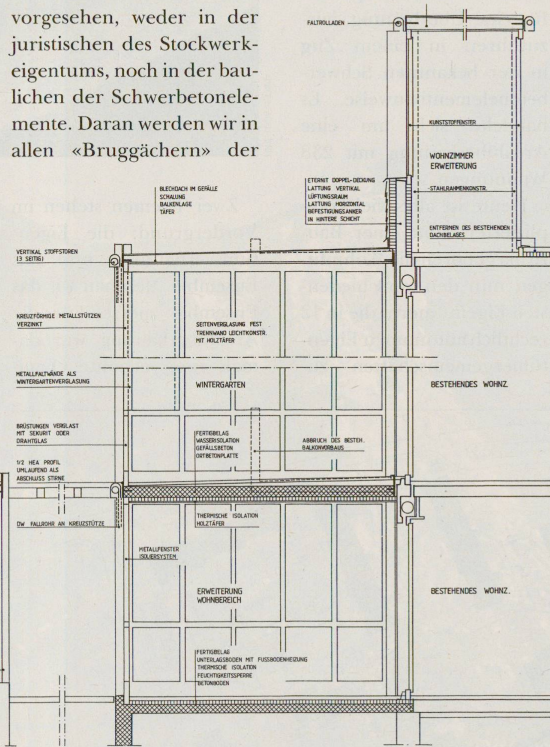 vorgesehen, weder in der
juristischen des Stockwerk-
eigentums, noch in der bau-
lichen der Schwerbetonele-
mente. Daran werden wir in
allen «Bruggächern» der
FALTROLLADEN
KUNSTSTOFFENSTER
WOHNZIMMER
ERWEITERUNG
STAHLRAHMENKONSTR.
ENTFERNEN DES BESTEHENDEN
DACHBELAGES
ETERNIT DOPPEL-DECKUNG
LATTUNG VERTIKAL
LÜFTUNGSRAUM
LATTUNG HORIZONTAL
BEFESTIGUNGSANKER
IN HINTERE SCHICHT
BLECHDACH IM GEFÄLLE
SCHALUNG
BALKENLAGE
TÄFER
VERTIKAL STOFFSTOREN
(3 SEITIG)
KREUZFÖRMIGE METALLSTÜTZEN
VERZINKT
SEITENVERGLASUNG FEST
TRENNWAND LEICHTKONSTR.
MIT HOLZTÄFER
METALLFALTWÄNDE ALS
WINTERGARTENVERGLASUNG
WINTERGARTEN
BESTEHENDES WOHNZ.
BRÜSTUNGEN VERGLAST
MIT SEKURIT ODER
DRAHTGLAS
FERTIGBELAG
WASSERISOLATION
GEFÄLLSBETON
ORTBETONPLATTE
ABBRUCH DES BESTEH.
BALKONVORBAUS
1/2 HEA PROFIL
UMLAUFEND ALS
ABSCHLUSS STIRNE
DW FALLROHR AN KREUZSTÜTZE
THERMISCHE ISOLATION
HOLZTÄFER
METALLFENSTER
ISOLIERSYSTEM
ERWEITERUNG
WOHNBEREICH
BESTEHENDES WOHNZ.
FERTIGBELAG
UNTERLAGSBODEN MIT FUSSBODENHEIZUNG
THERMISCHE ISOLATION
FEUCHTIGKEITSSPERRE
BETONBODEN